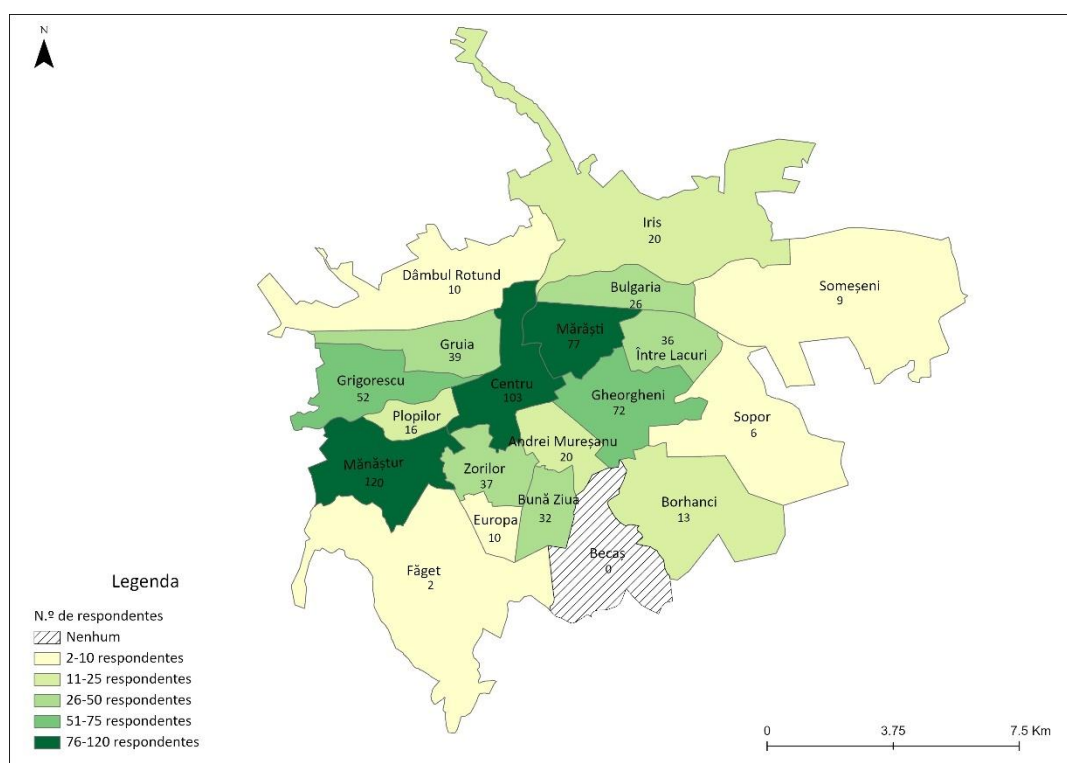 N
Iris
20
Dâmbul Rotund
10
Bulgaria
26
Someșeni
9
Mărăști
77
36
Între Lacuri
Gruia
39
Grigorescu
52
Centru
103
Gheorgheni
72
Plopilor
16
Sopor
6
Andrei Mureșanu
20
Mănăștur
120
Zorilor
37
Bună Ziua
32
Borhanci
13
Europa
10
Becaș
0
Făget
2
Legenda
N.º de respondentes
Nenhum
2-10 respondentes
11-25 respondentes
26-50 respondentes
51-75 respondentes
76-120 respondentes
0 3.75 7.5 Km